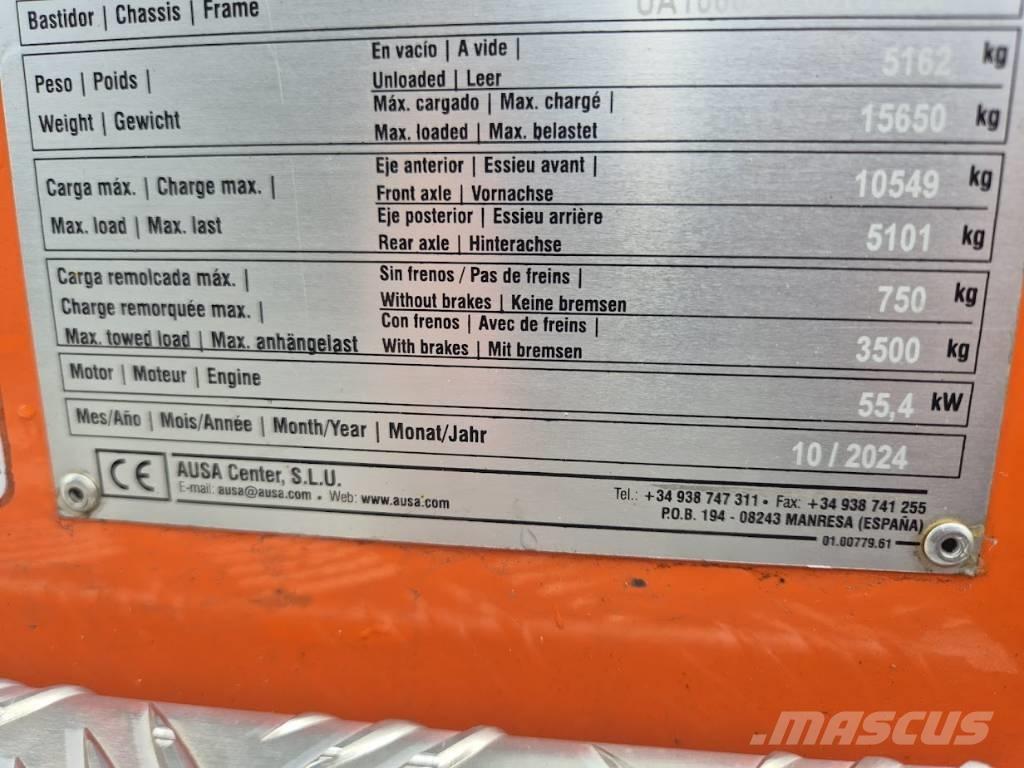 Bastidor | Chassis | Frame
Peso | Poids |
Weight | Gewicht
En vacío | A vide |
Unloaded | Leer
5162 kg
Máx. cargado | Max. chargé |
Max. loaded | Max. belastet
15650 kg
Carga máx. | Charge max. |
Max. load | Max. last
Eje anterior | Essieu avant |
Front axle | Vornachse
10549 kg
Eje posterior | Essieu arrière
Rear axle | Hinterachse
5101 kg
Carga remolcada máx. |
Charge remorquée max. |
Max. towed load | Max. anhängelast
Sin frenos / Pas de freins |
Without brakes | Keine bremsen
750 kg
Con frenos | Avec de freins |
With brakes | Mit bremsen
3500 kg
Motor | Moteur | Engine
55,4 kW
Mes/Año | Mois/Année | Month/Year | Monat/Jahr
10 / 2024
CE
AUSA Center, S.L.U.
E-mail: ausa@ausa.com • Web: www.ausa.com
Tel.: +34 938 747 311 • Fax: +34 938 741 255
P.O.B. 194 - 08243 MANRESA (ESPAÑA)
01.00779.61
MASCUS